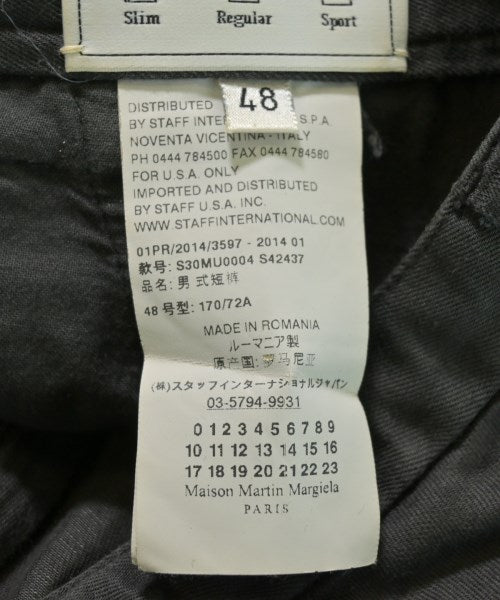 Slim Regular Sport
48
DISTRIBUTED
BY STAFF INTER S.P.A.
NOVENTA VICENTINA - ITALY
PH 0444 784500 FAX 0444 784580
FOR U.S.A. ONLY
IMPORTED AND DISTRIBUTED
BY STAFF U.S.A. INC.
WWW.STAFFINTERNATIONAL.COM
01PR/2014/3597 - 2014 01
款号: S30MU0004 S42437
品名: 男式短裤
48号型: 170/72A
MADE IN ROMANIA
ルーマニア製
原产国: 罗马尼亚
(株)スタッフインターナショナルジャパン
03-5794-9931
0 1 2 3 4 5 6 7 8 9
10 11 12 13 14 15 16
17 18 19 20 21 22 23
Maison Martin Margiela
PARIS